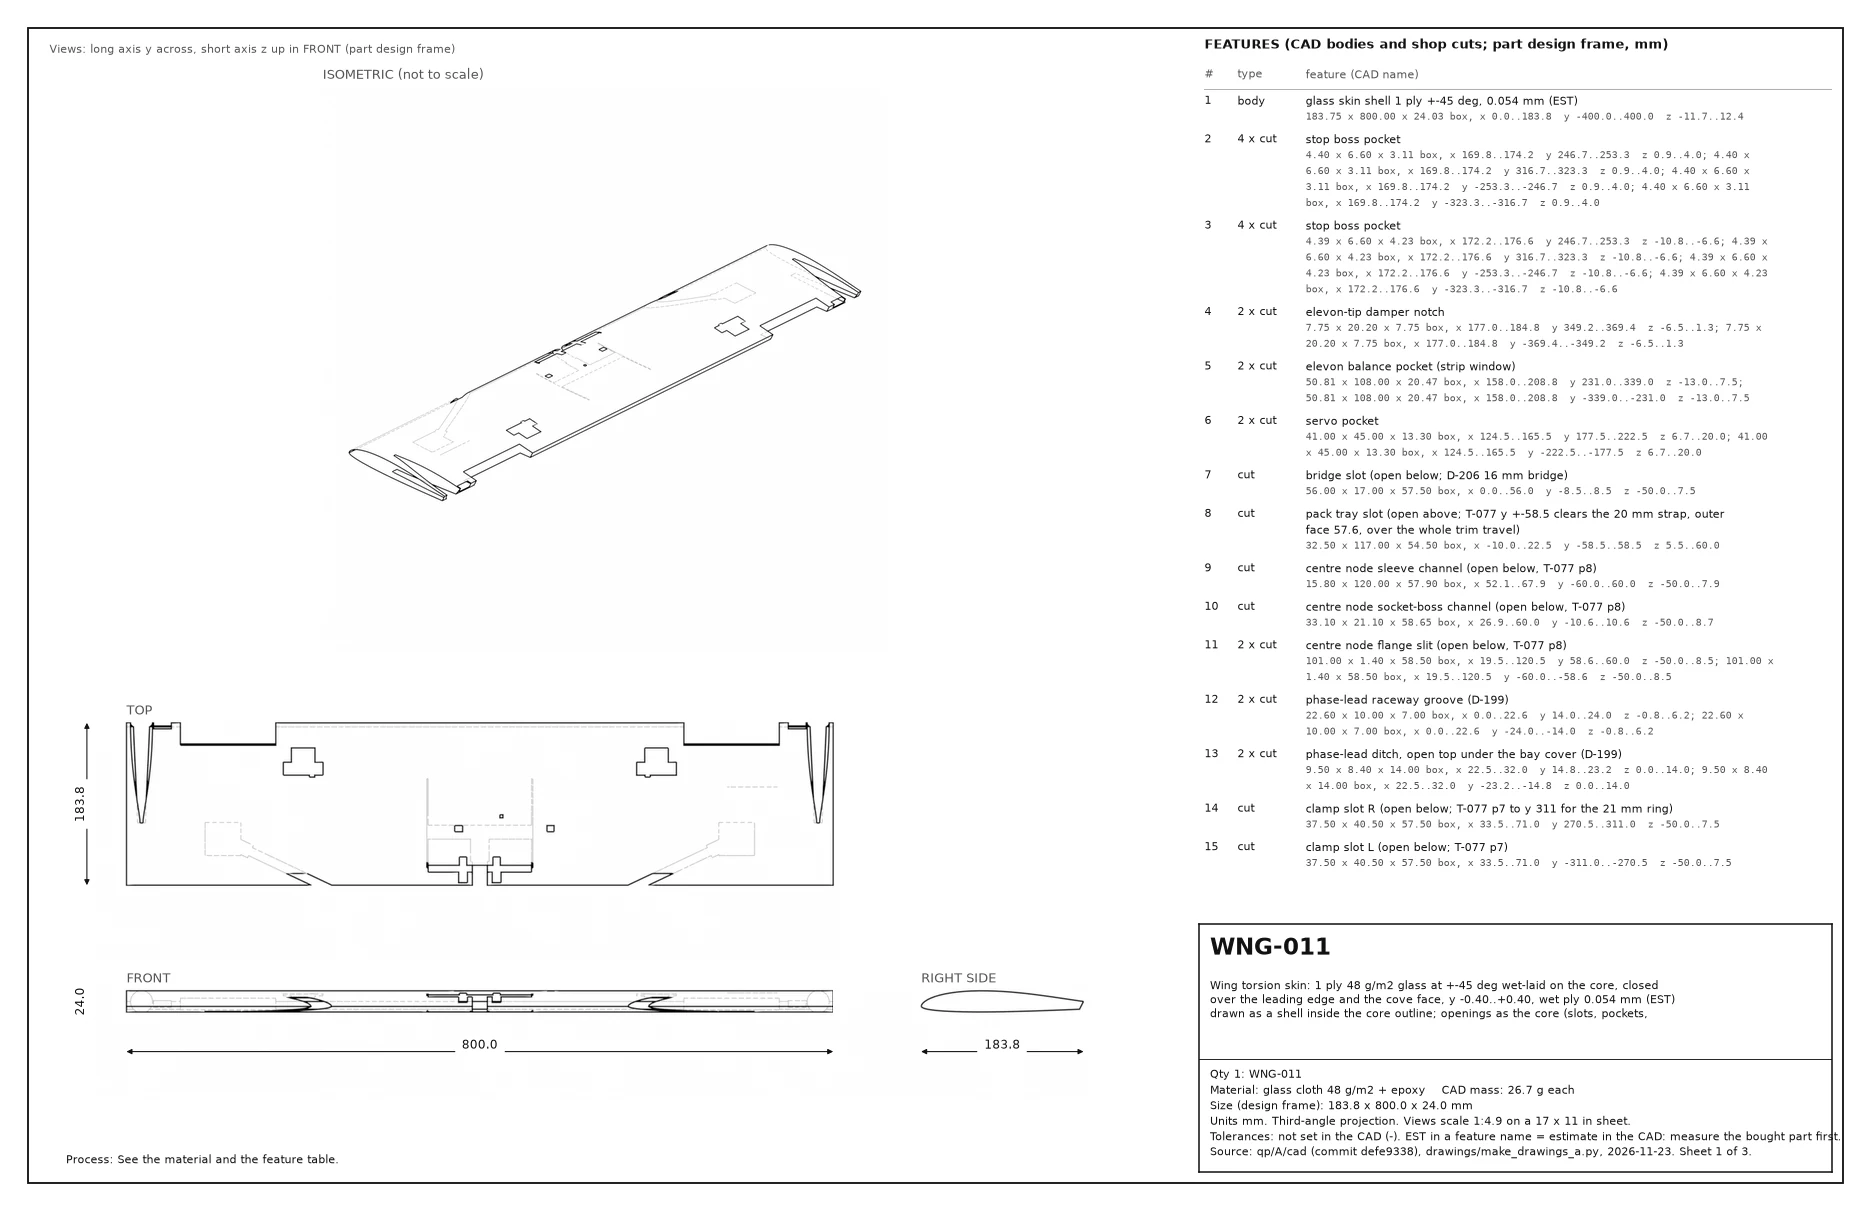 Views: long axis y across, short axis z up in FRONT (part design frame)
ISOMETRIC (not to scale)
TOP
183.8
FRONT
24.0
800.0
RIGHT SIDE
183.8
Process: See the material and the feature table.
FEATURES (CAD bodies and shop cuts; part design frame, mm)
# type feature (CAD name)
1 body glass skin shell 1 ply +-45 deg, 0.054 mm (EST)
183.75 x 800.00 x 24.03 box, x 0.0..183.8 y -400.0..400.0 z -11.7..12.4
2 4 x cut stop boss pocket
4.40 x 6.60 x 3.11 box, x 169.8..174.2 y 246.7..253.3 z 0.9..4.0; 4.40 x
6.60 x 3.11 box, x 169.8..174.2 y 316.7..323.3 z 0.9..4.0; 4.40 x 6.60 x
3.11 box, x 169.8..174.2 y -253.3..-246.7 z 0.9..4.0; 4.40 x 6.60 x 3.11
box, x 169.8..174.2 y -323.3..-316.7 z 0.9..4.0
3 4 x cut stop boss pocket
4.39 x 6.60 x 4.23 box, x 172.2..176.6 y 246.7..253.3 z -10.8..-6.6; 4.39 x
6.60 x 4.23 box, x 172.2..176.6 y 316.7..323.3 z -10.8..-6.6; 4.39 x 6.60 x
4.23 box, x 172.2..176.6 y -253.3..-246.7 z -10.8..-6.6; 4.39 x 6.60 x 4.23
box, x 172.2..176.6 y -323.3..-316.7 z -10.8..-6.6
4 2 x cut elevon-tip damper notch
7.75 x 20.20 x 7.75 box, x 177.0..184.8 y 349.2..369.4 z -6.5..1.3; 7.75 x
20.20 x 7.75 box, x 177.0..184.8 y -369.4..-349.2 z -6.5..1.3
5 2 x cut elevon balance pocket (strip window)
50.81 x 108.00 x 20.47 box, x 158.0..208.8 y 231.0..339.0 z -13.0..7.5;
50.81 x 108.00 x 20.47 box, x 158.0..208.8 y -339.0..-231.0 z -13.0..7.5
6 2 x cut servo pocket
41.00 x 45.00 x 13.30 box, x 124.5..165.5 y 177.5..222.5 z 6.7..20.0; 41.00
x 45.00 x 13.30 box, x 124.5..165.5 y -222.5..-177.5 z 6.7..20.0
7 cut bridge slot (open below; D-206 16 mm bridge)
56.00 x 17.00 x 57.50 box, x 0.0..56.0 y -8.5..8.5 z -50.0..7.5
8 cut pack tray slot (open above; T-077 y +-58.5 clears the 20 mm strap, outer
face 57.6, over the whole trim travel)
32.50 x 117.00 x 54.50 box, x -10.0..22.5 y -58.5..58.5 z 5.5..60.0
9 cut centre node sleeve channel (open below, T-077 p8)
15.80 x 120.00 x 57.90 box, x 52.1..67.9 y -60.0..60.0 z -50.0..7.9
10 cut centre node socket-boss channel (open below, T-077 p8)
33.10 x 21.10 x 58.65 box, x 26.9..60.0 y -10.6..10.6 z -50.0..8.7
11 2 x cut centre node flange slit (open below, T-077 p8)
101.00 x 1.40 x 58.50 box, x 19.5..120.5 y 58.6..60.0 z -50.0..8.5; 101.00 x
1.40 x 58.50 box, x 19.5..120.5 y -60.0..-58.6 z -50.0..8.5
12 2 x cut phase-lead raceway groove (D-199)
22.60 x 10.00 x 7.00 box, x 0.0..22.6 y 14.0..24.0 z -0.8..6.2; 22.60 x
10.00 x 7.00 box, x 0.0..22.6 y -24.0..-14.0 z -0.8..6.2
13 2 x cut phase-lead ditch, open top under the bay cover (D-199)
9.50 x 8.40 x 14.00 box, x 22.5..32.0 y 14.8..23.2 z 0.0..14.0; 9.50 x 8.40
x 14.00 box, x 22.5..32.0 y -23.2..-14.8 z 0.0..14.0
14 cut clamp slot R (open below; T-077 p7 to y 311 for the 21 mm ring)
37.50 x 40.50 x 57.50 box, x 33.5..71.0 y 270.5..311.0 z -50.0..7.5
15 cut clamp slot L (open below; T-077 p7)
37.50 x 40.50 x 57.50 box, x 33.5..71.0 y -311.0..-270.5 z -50.0..7.5
WNG-011
Wing torsion skin: 1 ply 48 g/m2 glass at +-45 deg wet-laid on the core, closed
over the leading edge and the cove face, y -0.40..+0.40, wet ply 0.054 mm (EST)
drawn as a shell inside the core outline; openings as the core (slots, pockets,
Qty 1: WNG-011
Material: glass cloth 48 g/m2 + epoxy CAD mass: 26.7 g each
Size (design frame): 183.8 x 800.0 x 24.0 mm
Units mm. Third-angle projection. Views scale 1:4.9 on a 17 x 11 in sheet.
Tolerances: not set in the CAD (-). EST in a feature name = estimate in the CAD: measure the bought part first.
Source: qp/A/cad (commit defe9338), drawings/make_drawings_a.py, 2026-11-23. Sheet 1 of 3.